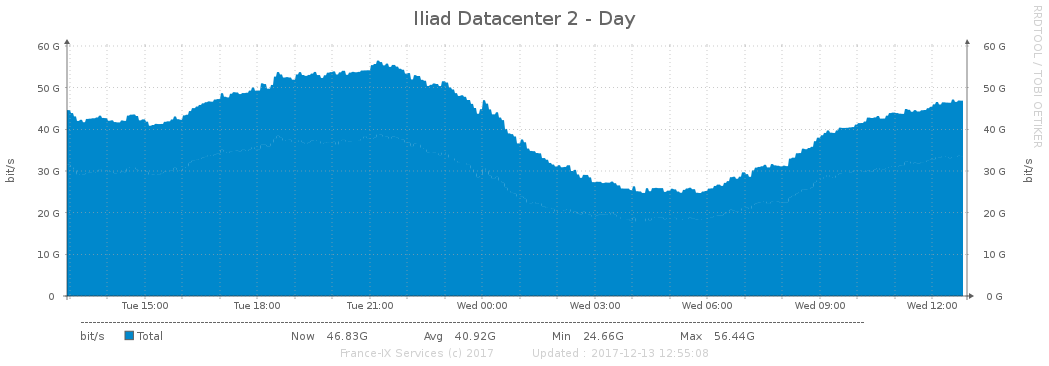 Iliad Datacenter 2 - Day
RRDTOOL / TOBI OETIKER
60 G 60 G
50 G 50 G
40 G 40 G
30 G 30 G
20 G 20 G
10 G 10 G
0 0 G
bit/s bit/s
Tue 15:00 Tue 18:00 Tue 21:00 Wed 00:00 Wed 03:00 Wed 06:00 Wed 09:00 Wed 12:00
bit/s Total Now 46.83G Avg 40.92G Min 24.66G Max 56.44G
France-IX Services (c) 2017 Updated : 2017-12-13 12:55:08